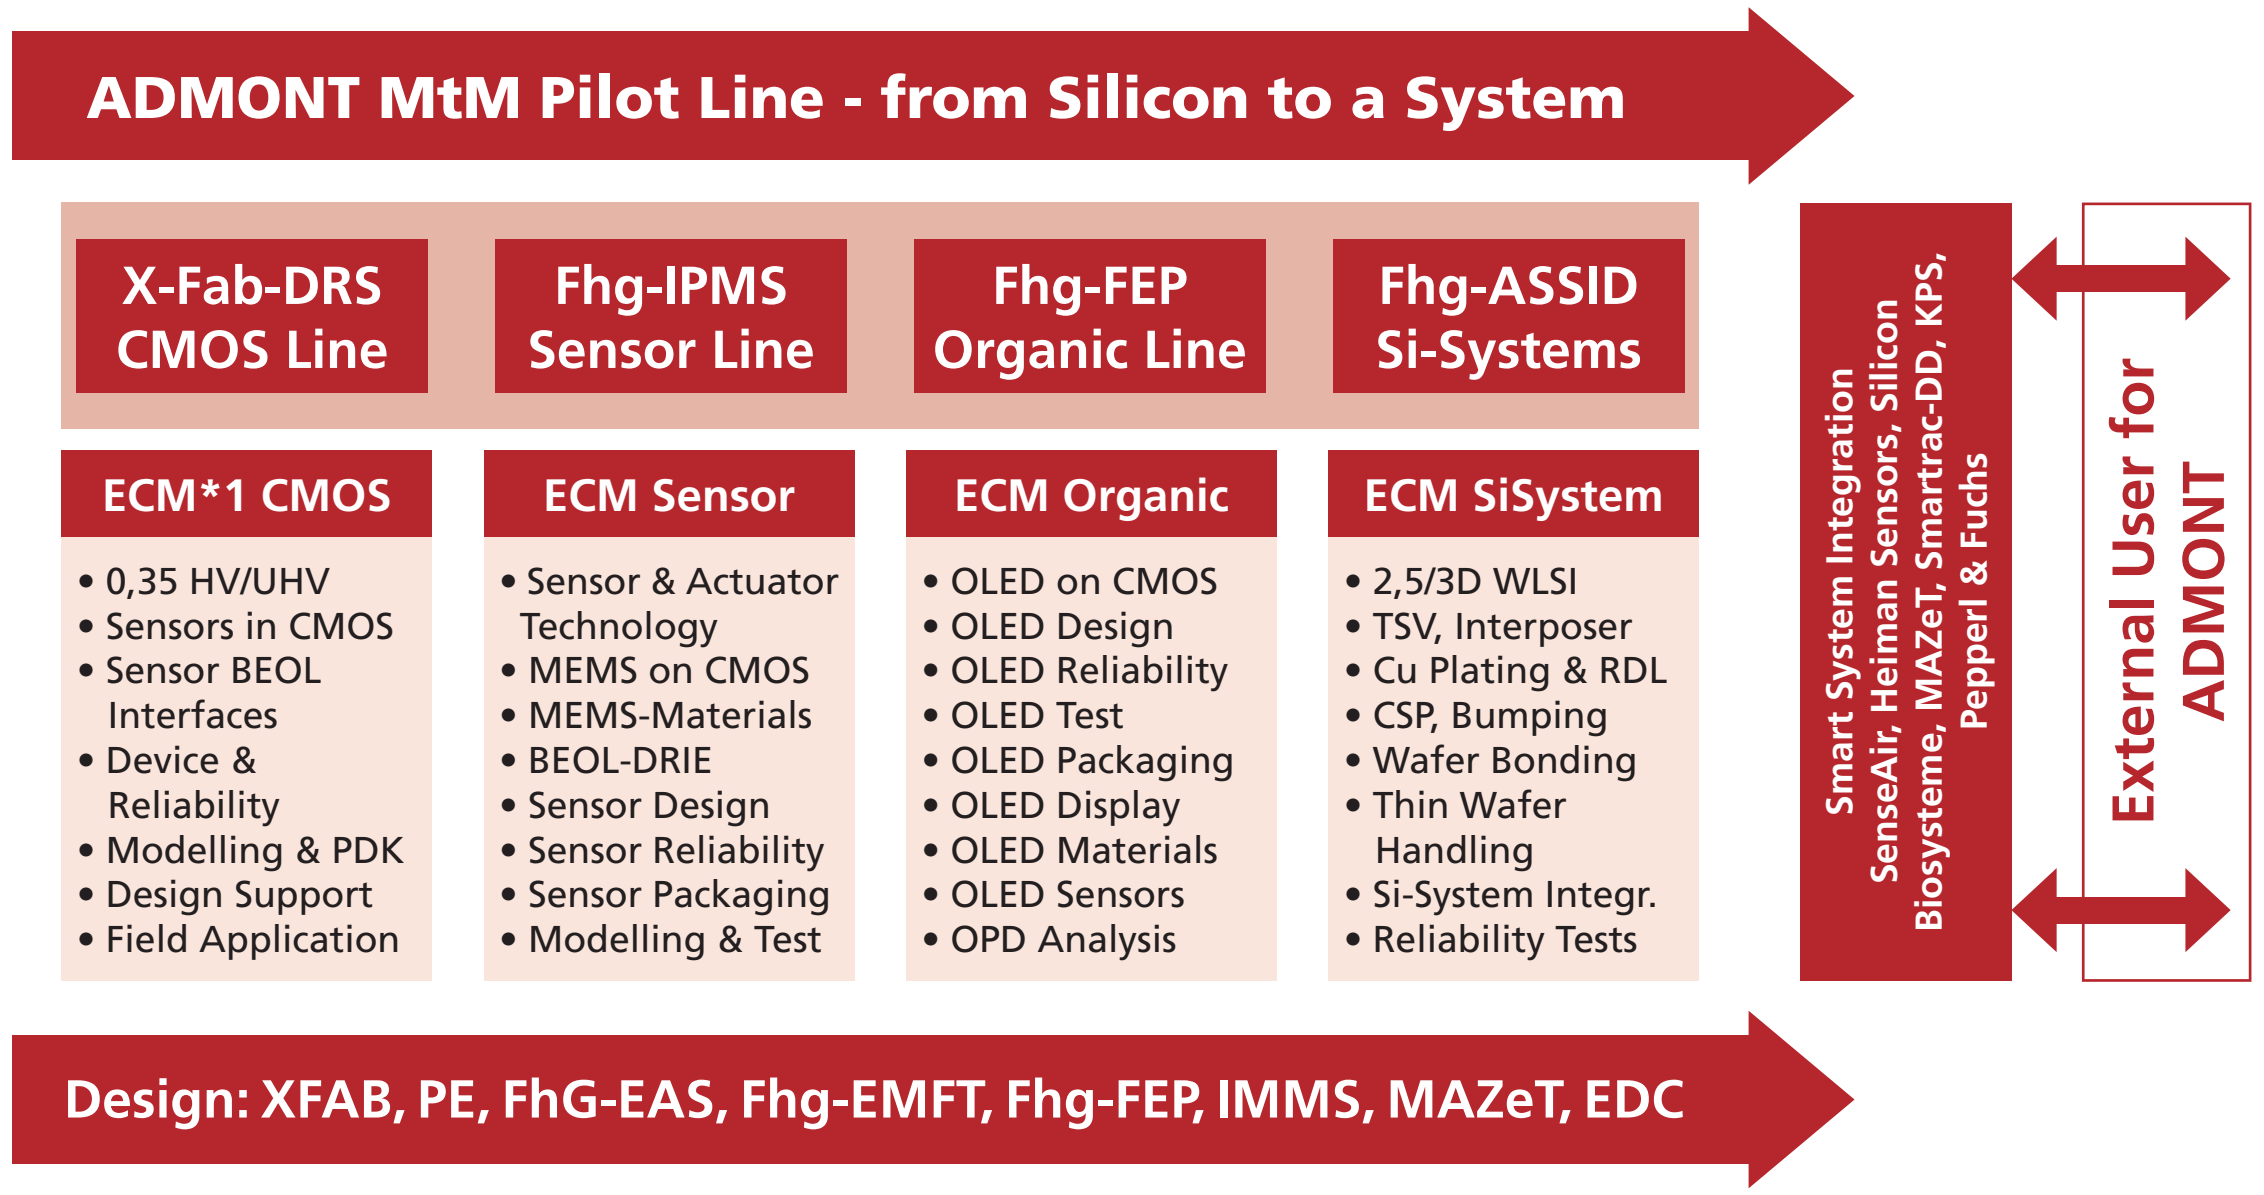 ADMONT MtM Pilot Line - from Silicon to a System
X-Fab-DRS
CMOS Line
Fhg-IPMS
Sensor Line
Fhg-FEP
Organic Line
Fhg-ASSID
Si-Systems
ECM*1 CMOS
• 0,35 HV/UHV
• Sensors in CMOS
• Sensor BEOL
Interfaces
• Device &
Reliability
• Modelling & PDK
• Design Support
• Field Application
ECM Sensor
• Sensor & Actuator
Technology
• MEMS on CMOS
• MEMS-Materials
• BEOL-DRIE
• Sensor Design
• Sensor Reliability
• Sensor Packaging
• Modelling & Test
ECM Organic
• OLED on CMOS
• OLED Design
• OLED Reliability
• OLED Test
• OLED Packaging
• OLED Display
• OLED Materials
• OLED Sensors
• OPD Analysis
ECM SiSystem
• 2,5/3D WLSI
• TSV, Interposer
• Cu Plating & RDL
• CSP, Bumping
• Wafer Bonding
• Thin Wafer
Handling
• Si-System Integr.
• Reliability Tests
Smart System Integration
SenseAir, Heiman Sensors, Silicon
Biosysteme, MAZeT, Smartrac-DD, KPS,
Pepperl & Fuchs
External User for
ADMONT
Design: XFAB, PE, FhG-EAS, Fhg-EMFT, Fhg-FEP, IMMS, MAZeT, EDC